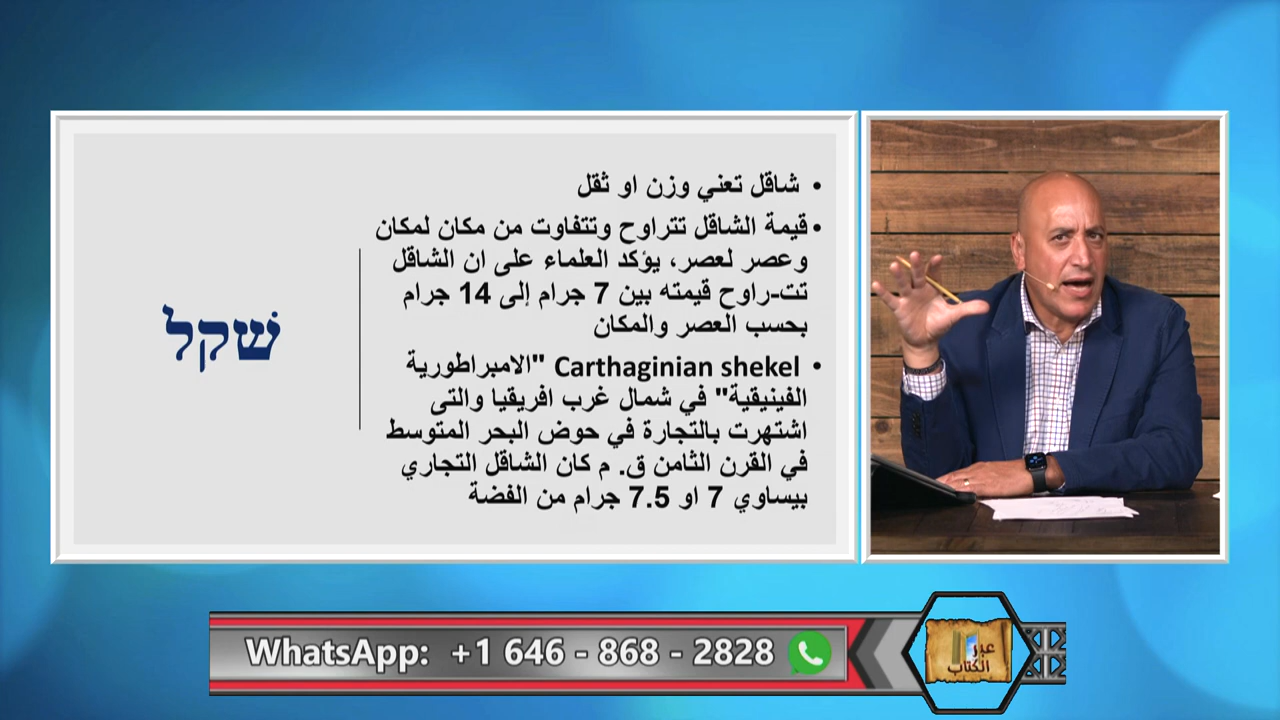 • شاقل تعني وزن او ثقل
• قيمة الشاقل تتراوح وتتفاوت من مكان لمكان
وعصر لعصر، يؤكد العلماء على ان الشاقل
تت-راوح قيمته بين 7 جرام إلى 14 جرام
بحسب العصر والمكان
• Carthaginian shekel "الامبراطورية
الفينيقية" في شمال غرب افريقيا والتى
اشتهرت بالتجارة في حوض البحر المتوسط
في القرن الثامن ق. م كان الشاقل التجاري
بيساوي 7 او 7.5 جرام من الفضة
שקל
WhatsApp: +1 646 - 868 - 2828
عبر
الكتاب